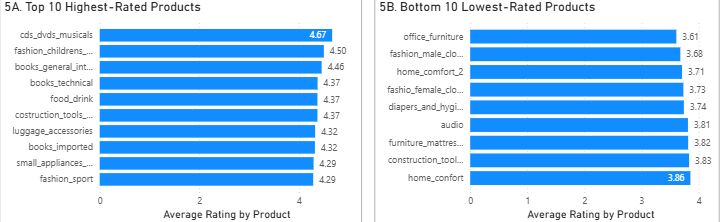 5A. Top 10 Highest-Rated Products
cds_dvds_musicals 4.67
fashion_childrens_... 4.50
books_general_int... 4.46
books_technical 4.37
food_drink 4.37
costruction_tools_... 4.37
luggage_accessories 4.32
books_imported 4.32
small_appliances_... 4.29
fashion_sport 4.29
0 2 4
Average Rating by Product
5B. Bottom 10 Lowest-Rated Products
office_furniture 3.61
fashion_male_clo... 3.68
home_comfort_2 3.71
fashio_female_clo... 3.73
diapers_and_hygi... 3.74
audio 3.81
furniture_mattres... 3.82
construction_tool... 3.83
home_confort 3.86
0 1 2 3 4
Average Rating by Product